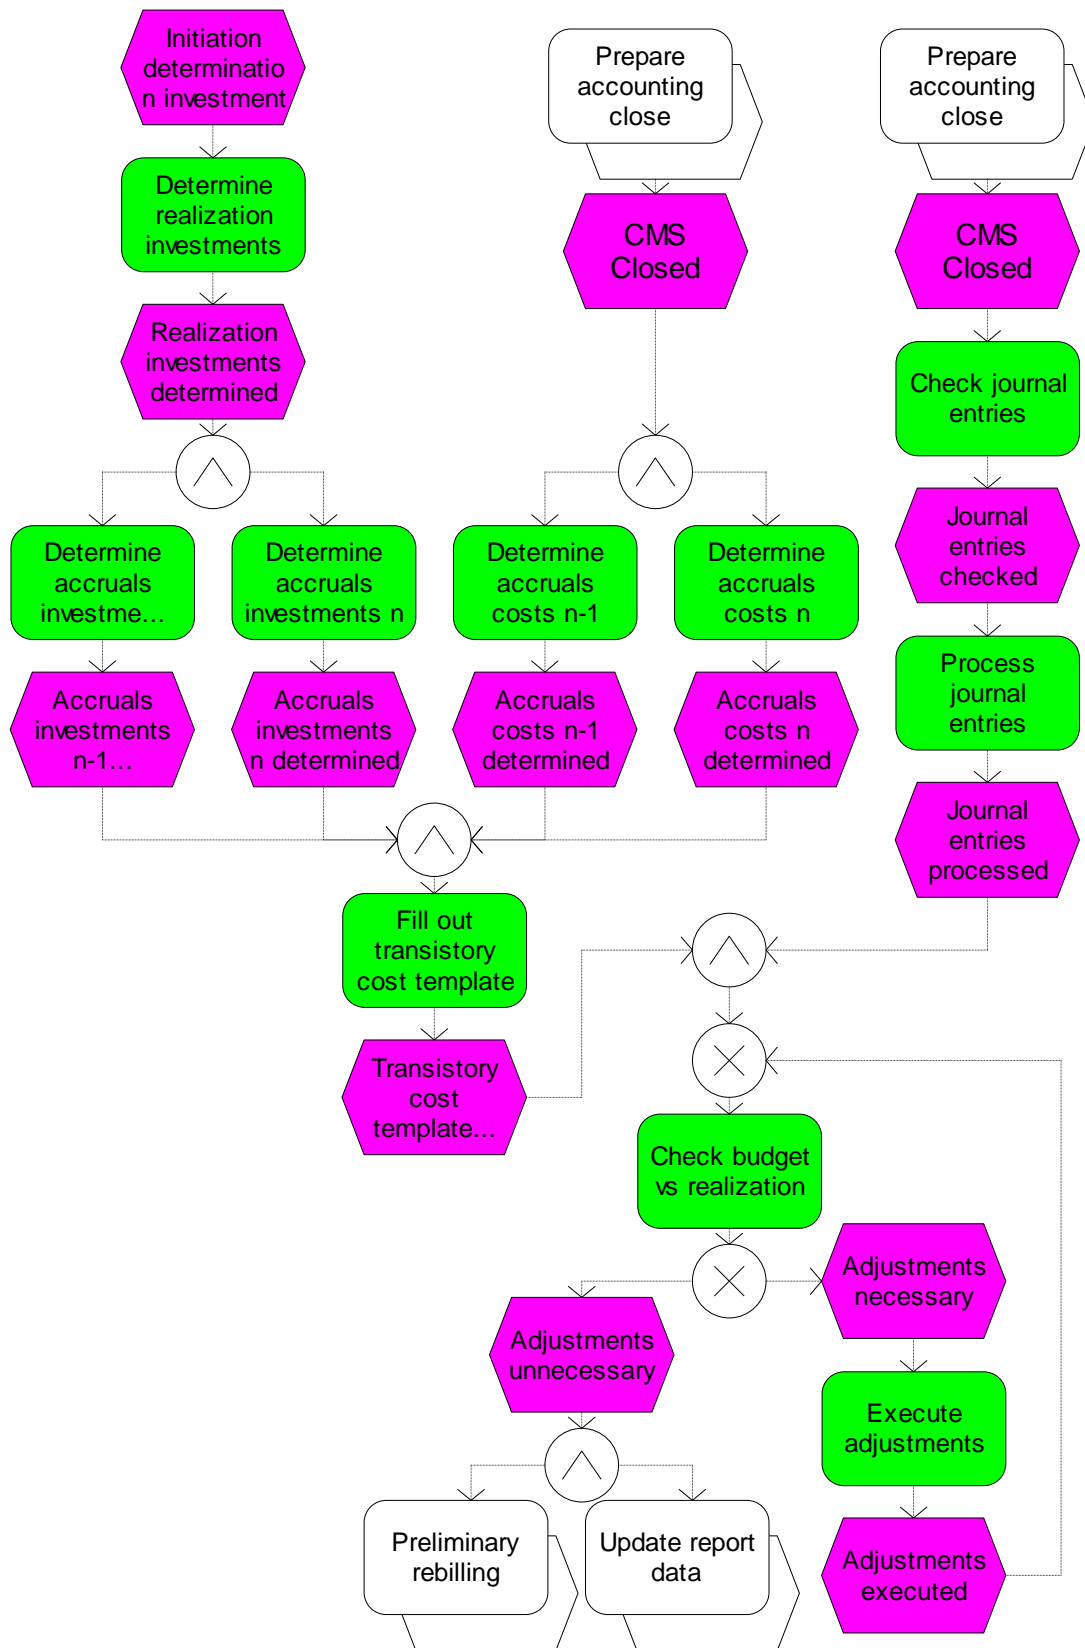 Initiation
determinatio
n investment
Prepare
accounting
close
Prepare
accounting
close
Determine
realization
investments
CMS
Closed
CMS
Closed
Realization
investments
determined
Check journal
entries
Determine
accruals
investme...
Determine
accruals
investments n
Determine
accruals
costs n-1
Determine
accruals
costs n
Journal
entries
checked
Accruals
investments
n-1...
Accruals
investments
n determined
Accruals
costs n-1
determined
Accruals
costs n
determined
Process
journal
entries
Journal
entries
processed
Fill out
transistory
cost template
Transistory
cost
template...
Check budget
vs realization
Adjustments
necessary
Adjustments
unnecessary
Execute
adjustments
Preliminary
rebilling
Update report
data
Adjustments
executed